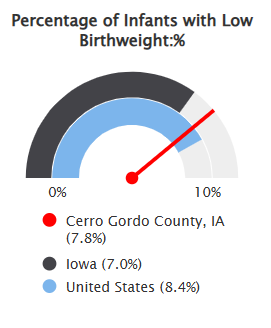 Percentage of Infants with Low
Birthweight:%
0%
10%
Cerro Gordo County, IA
(7.8%)
Iowa (7.0%)
United States (8.4%)